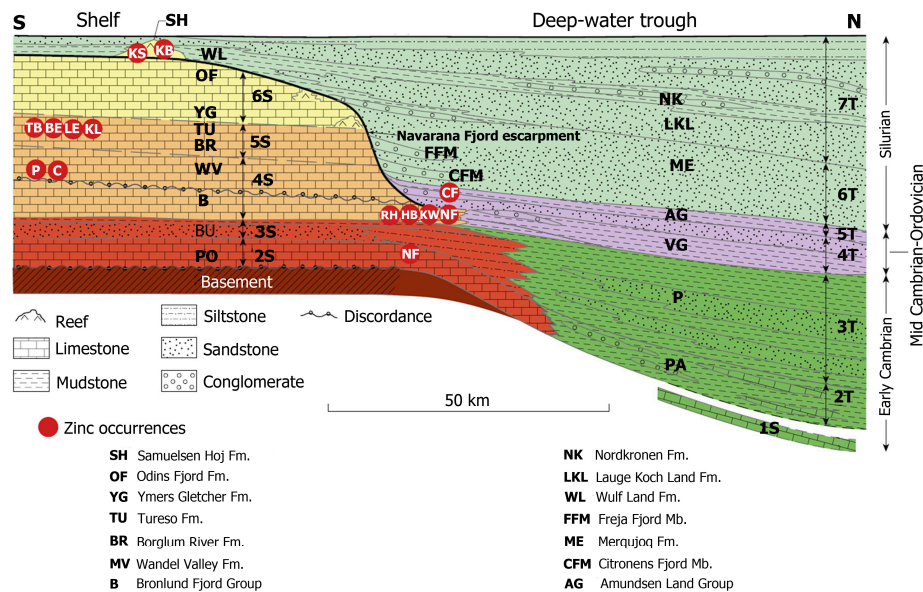 S Shelf SH Deep-water trough N
KS KB
WL
OF
6S
7T
NK
YG
LKL
TB BE LE KL
TU
BR
5S
Navarana Fjord escarpment
FFM
ME
Silurian
P C
WV
4S
CFM
CF
6T
B
RH HB KW NF
AG
BU 3S
5T
VG
PO 2S
NF
4T
Mid Cambrian-Ordovician
Basement
P
3T
PA
2T
1S
Early Cambrian
Reef
Siltstone
Discordance
Limestone
Sandstone
Mudstone
Conglomerate
50 km
Zinc occurrences
SH Samuelsen Hoj Fm.
OF Odins Fjord Fm.
YG Ymers Gletcher Fm.
TU Tureso Fm.
BR Borglum River Fm.
MV Wandel Valley Fm.
B Bronlund Fjord Group
NK Nordkronen Fm.
LKL Lauge Koch Land Fm.
WL Wulf Land Fm.
FFM Freja Fjord Mb.
ME Merqujoq Fm.
CFM Citronens Fjord Mb.
AG Amundsen Land Group